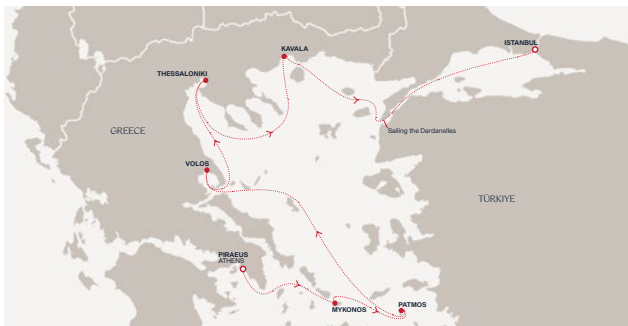 KAVALA
ISTANBUL
THESSALONIKI
Sailing the Dardanelles
GREECE
VOLOS
TÜRKIYE
PIRAEUS
ATHENS
MYKONOS
PATMOS